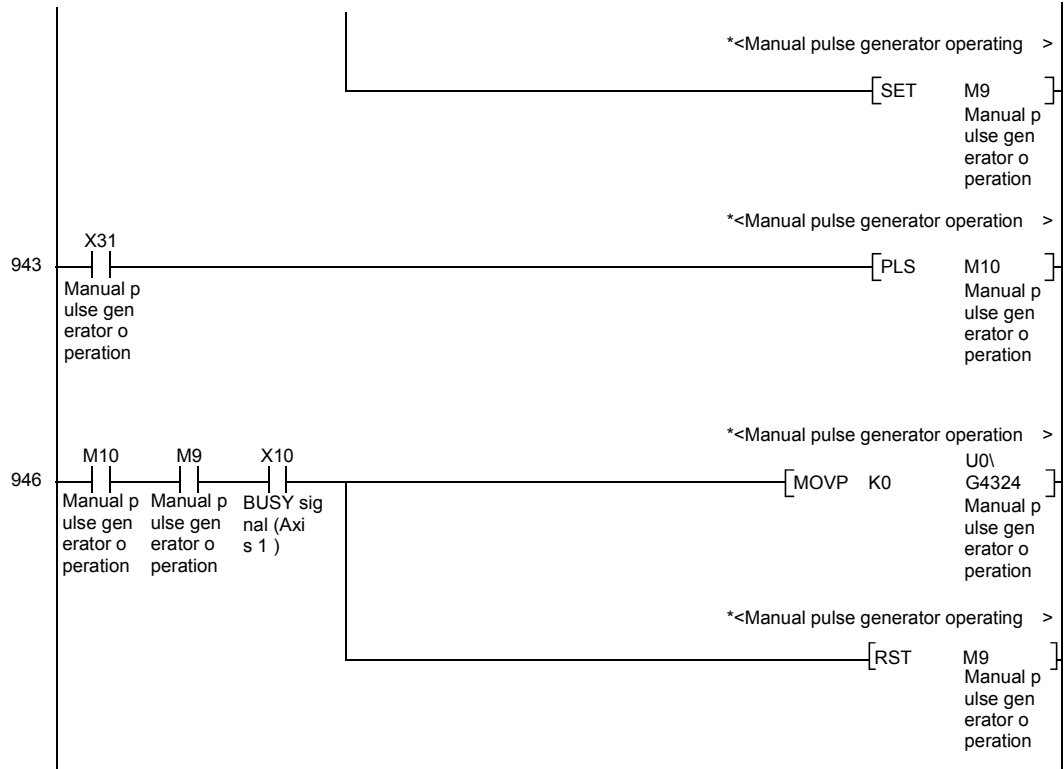 *<Manual pulse generator operating >
SET M9
Manual p
ulse gen
erator o
peration
*<Manual pulse generator operation >
X31
943
PLS M10
Manual p
ulse gen
erator o
peration
Manual p
ulse gen
erator o
peration
*<Manual pulse generator operation >
M10 M9 X10
946
MOVP K0 U0\
G4324
Manual p
ulse gen
erator o
peration
Manual p
ulse gen
erator o
peration
BUSY sig
nal (Axi
s 1 )
Manual p
ulse gen
erator o
peration
*<Manual pulse generator operating >
RST M9
Manual p
ulse gen
erator o
peration